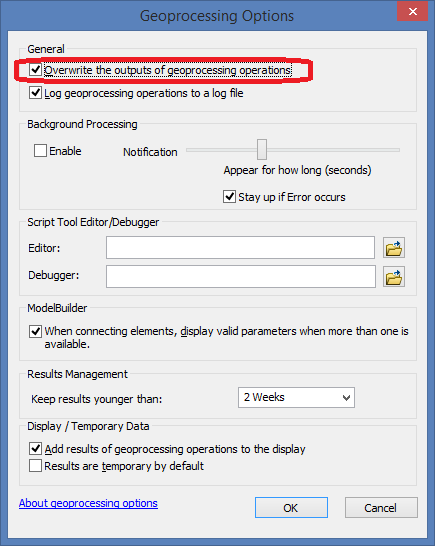 Geoprocessing Options
General
Overwrite the outputs of geoprocessing operations
Log geoprocessing operations to a log file
Background Processing
Enable
Notification
Appear for how long (seconds)
Stay up if Error occurs
Script Tool Editor/Debugger
Editor:
Debugger:
ModelBuilder
When connecting elements, display valid parameters when more than one is
available.
Results Management
Keep results younger than:
2 Weeks
Display / Temporary Data
Add results of geoprocessing operations to the display
Results are temporary by default
About geoprocessing options
OK
Cancel